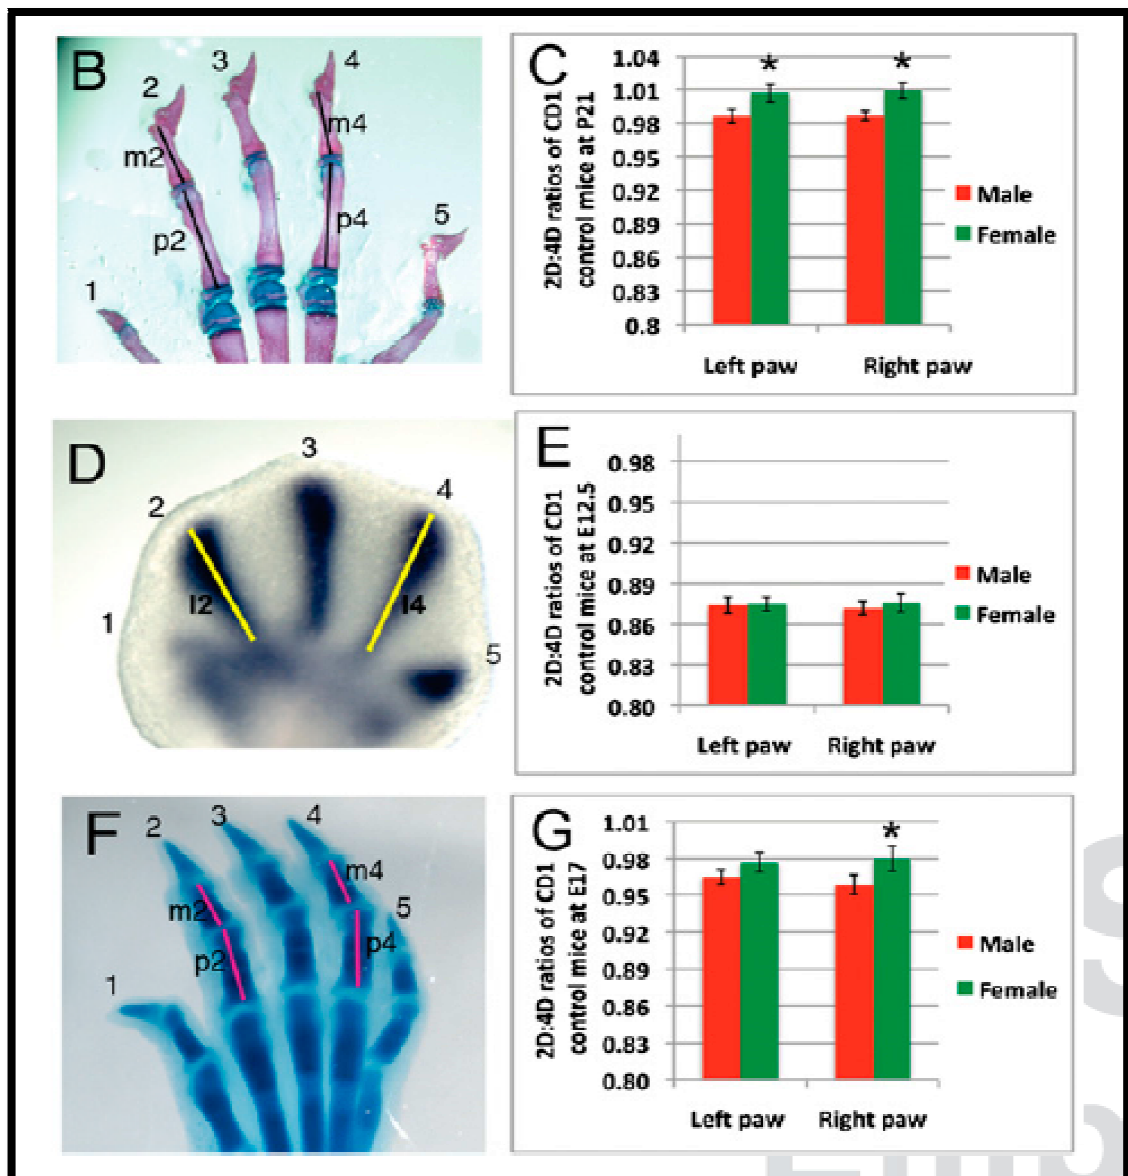 B
1
2
3
4
5
m2
m4
p2
p4
C
2D:4D ratios of CD1
control mice at P21
1.04
1.01
0.98
0.95
0.92
0.89
0.86
0.83
0.8
*
*
Left paw
Right paw
Male
Female
D
1
2
3
4
5
l2
l4
E
2D:4D ratios of CD1
control mice at E12.5
0.98
0.95
0.92
0.89
0.86
0.83
0.80
Left paw
Right paw
Male
Female
F
1
2
3
4
5
m2
m4
p2
p4
G
2D:4D ratios of CD1
control mice at E17
1.01
0.98
0.95
0.92
0.89
0.86
0.83
0.80
*
Left paw
Right paw
Male
Female